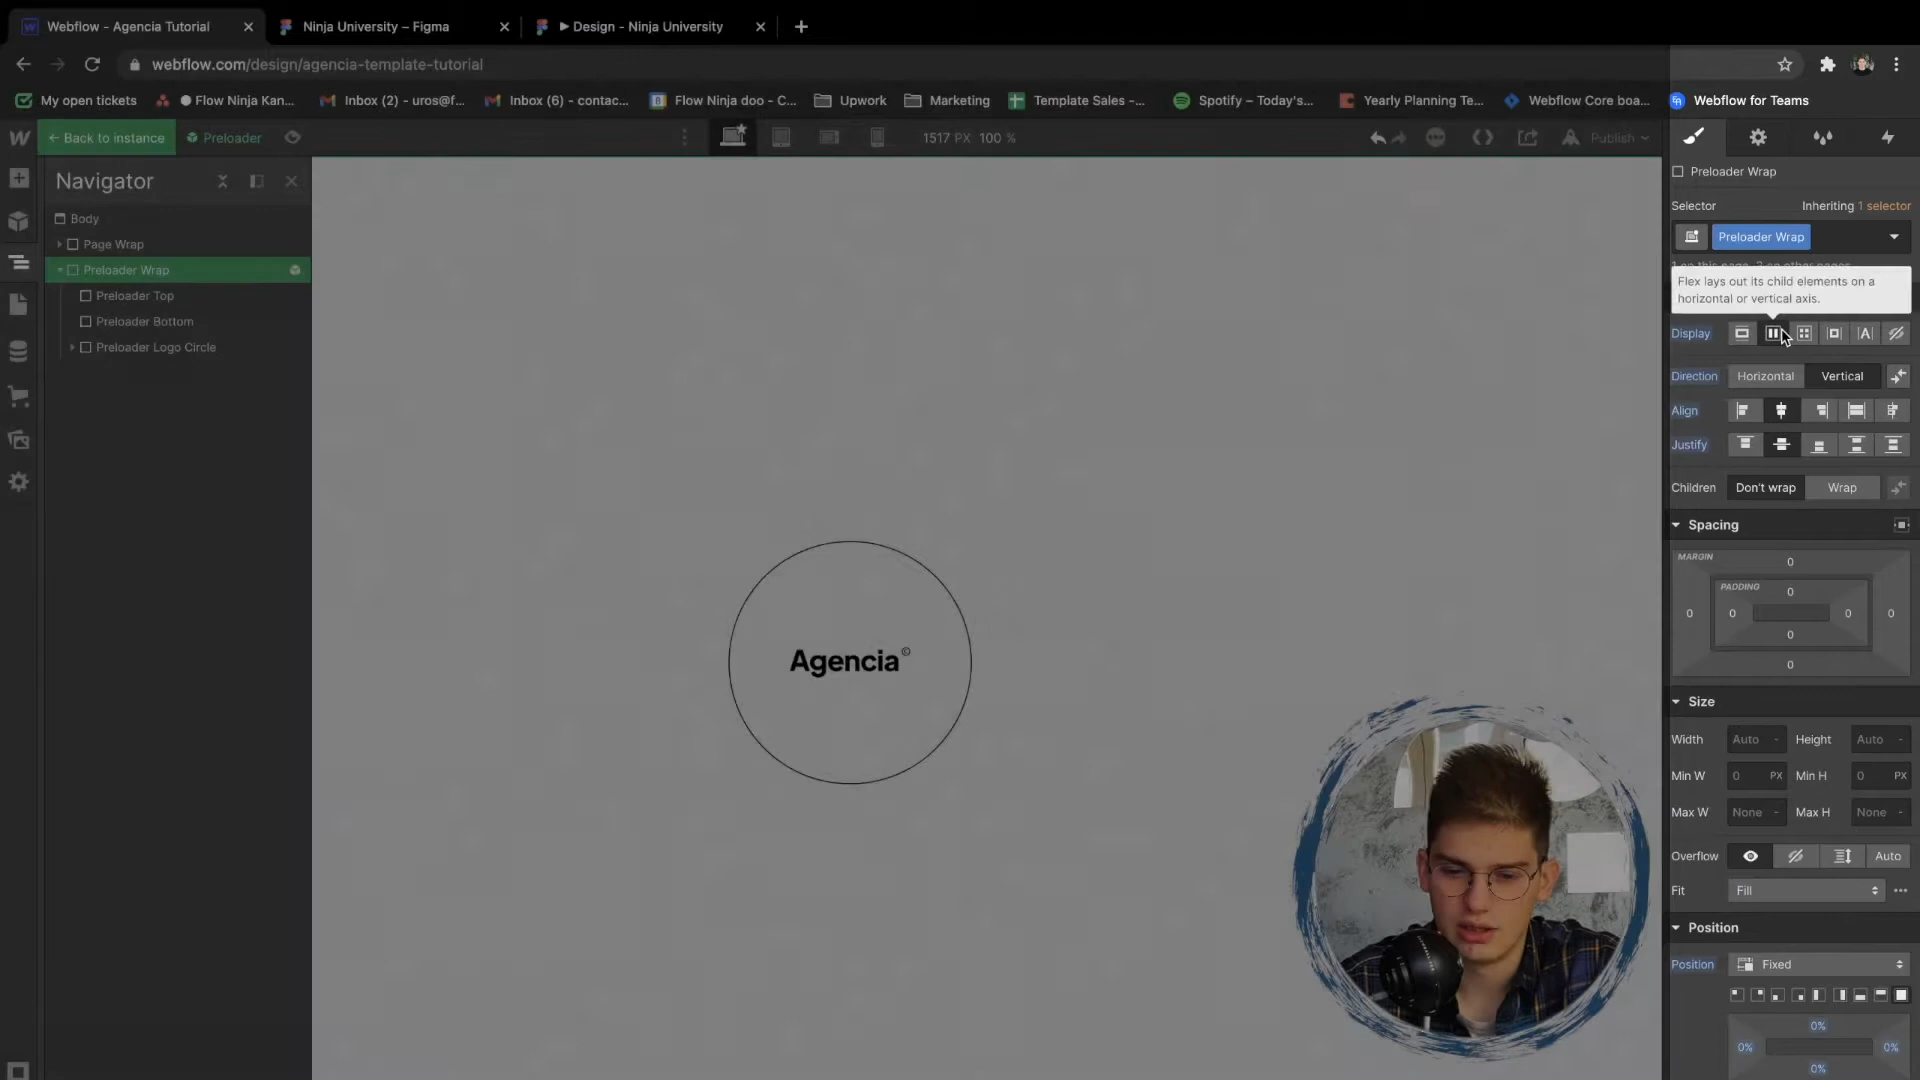 Webflow - Agencia Tutorial
Ninja University – Figma
Design - Ninja University
webflow.com/design/agencia-template-tutorial
My open tickets
Flow Ninja Kan...
Inbox (2) - uros@f...
Inbox (6) - contac...
Flow Ninja doo - C...
Upwork
Marketing
Template Sales -...
Spotify – Today's...
Yearly Planning Te...
Webflow Core boa...
Webflow for Teams
Back to instance
Preloader
1517 PX 100 %
Publish
Navigator
Preloader Wrap
Body
Selector
Inheriting 1 selector
Page Wrap
Preloader Wrap
Preloader Wrap
Flex lays out its child elements on a
horizontal or vertical axis.
Preloader Top
Preloader Bottom
Preloader Logo Circle
Display
Direction
Horizontal
Vertical
Align
Justify
Children
Don't wrap
Wrap
Spacing
MARGIN
0
PADDING
0
0
0
0
0
0
0
Agencia©
Size
Width
Auto
-
Height
Auto
-
Min W
0
PX
Min H
0
PX
Max W
None
-
Max H
None
-
Overflow
Auto
Fit
Fill
Position
Position
Fixed
0%
0%
0%
0%